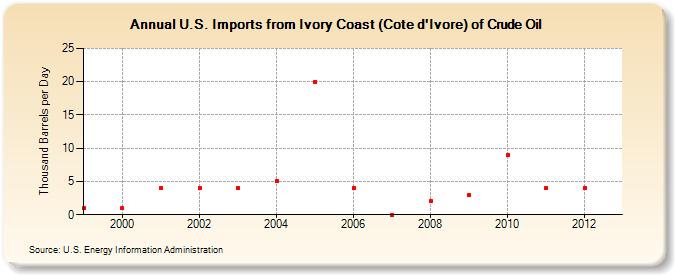 Annual U.S. Imports from Ivory Coast (Cote d'Ivore) of Crude Oil
Thousand Barrels per Day
25
20
15
10
5
0
2000 2002 2004 2006 2008 2010 2012
Source: U.S. Energy Information Administration